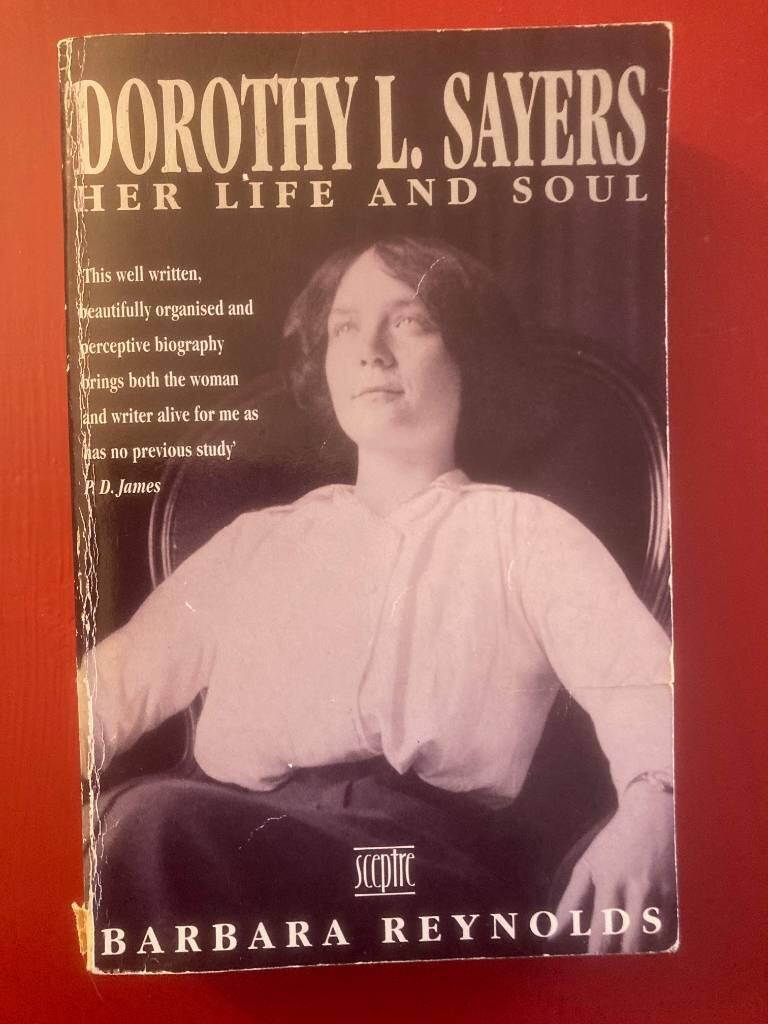 DOROTHY L. SAYERS
HER LIFE AND SOUL
This well written,
beautifully organised and
perceptive biography
brings both the woman
and writer alive for me as
has no previous study'
P. D. James
sceptre
BARBARA REYNOLDS